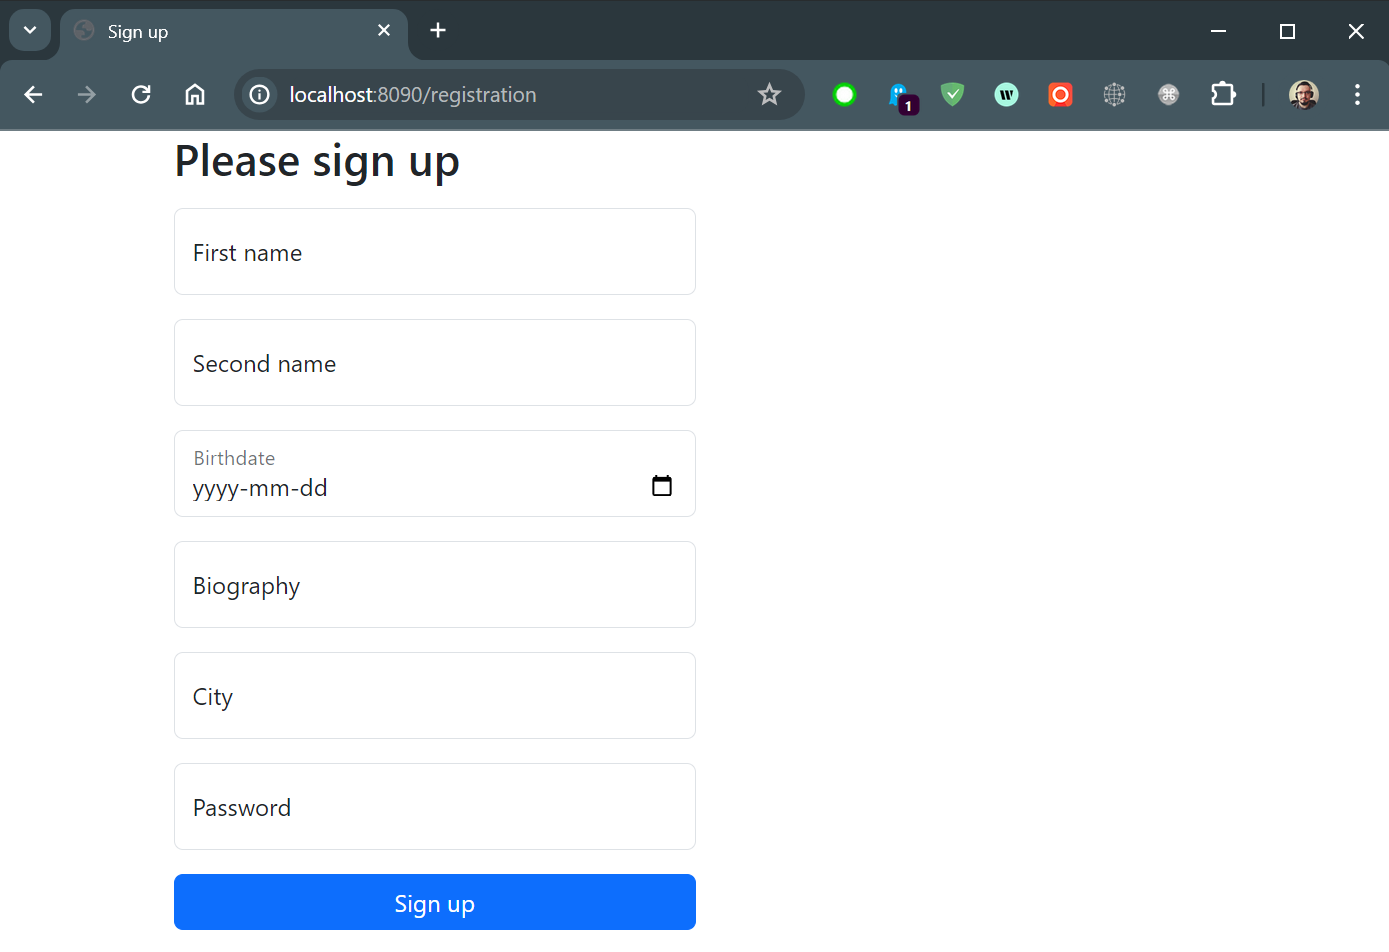 Sign up
localhost:8090/registration
1
Please sign up
First name
Second name
Birthdate
yyyy-mm-dd
Biography
City
Password
Sign up